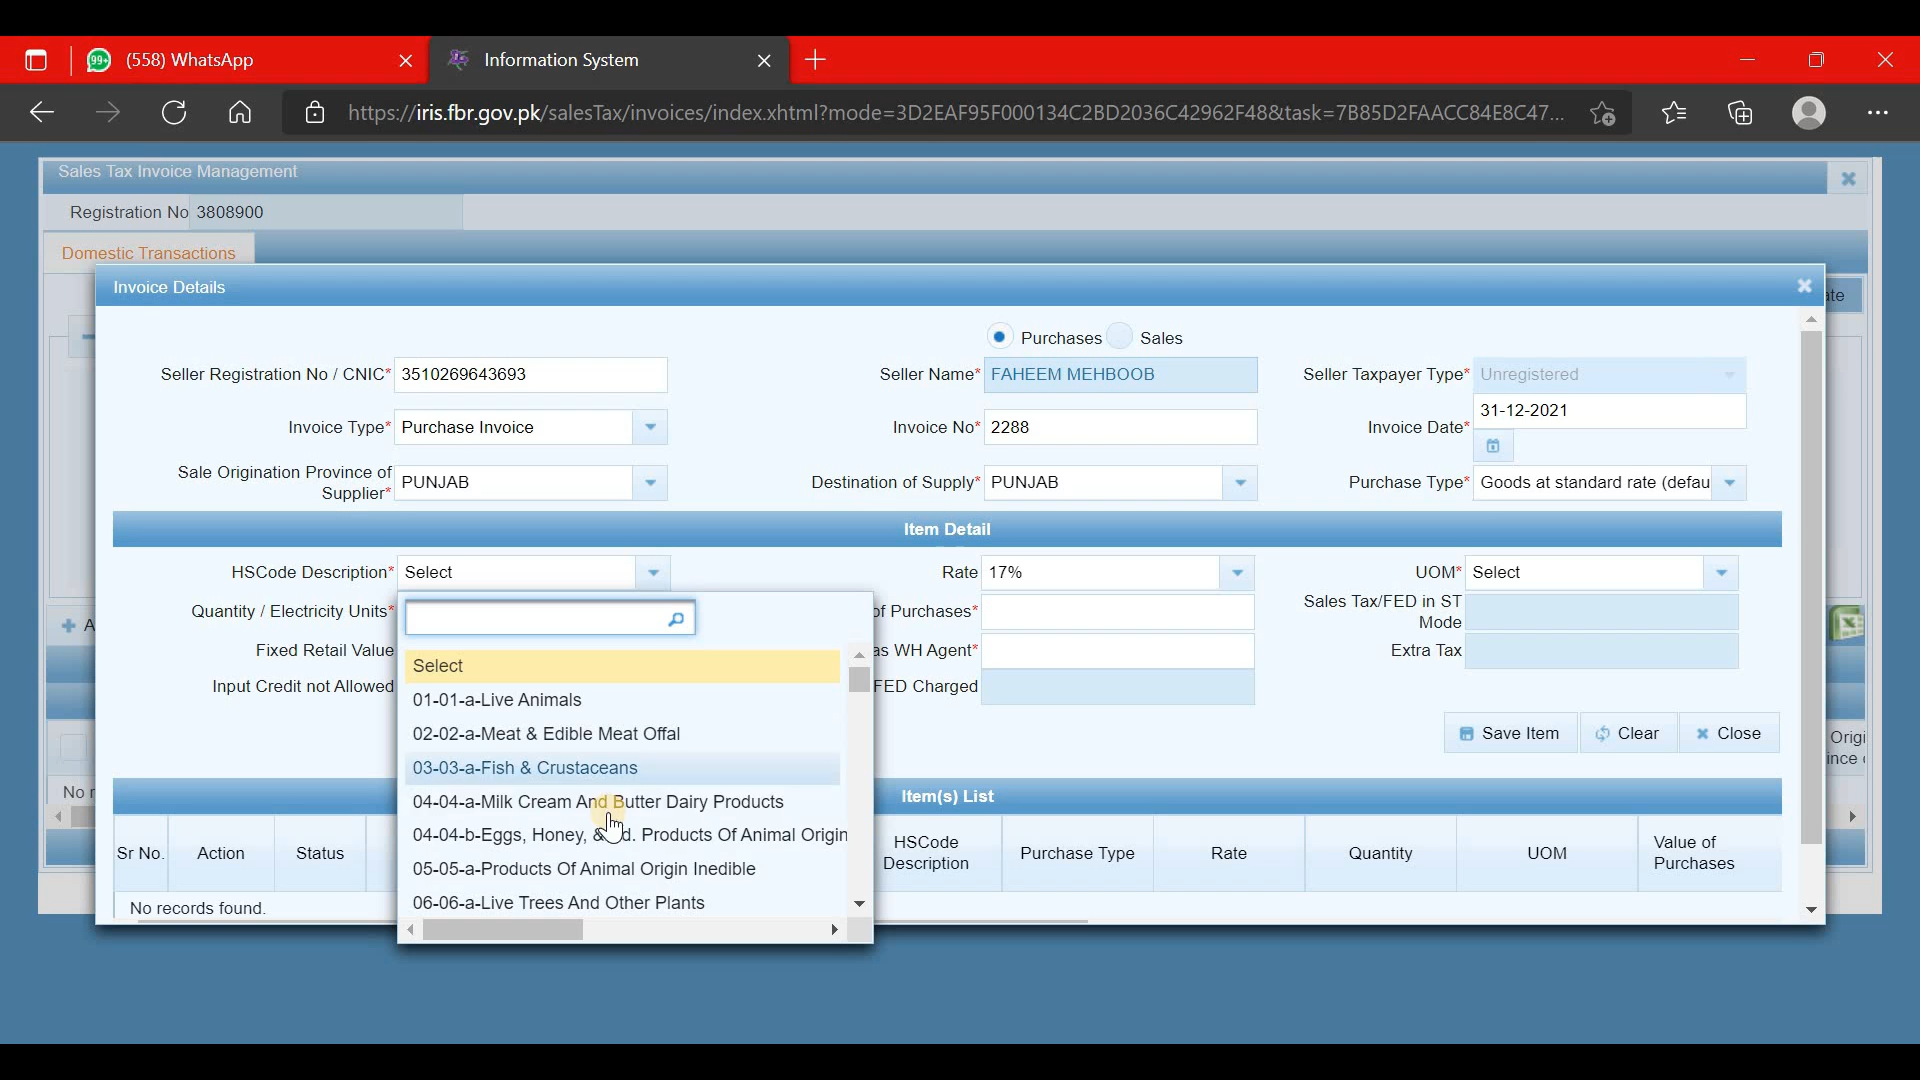 (558) WhatsApp
Information System
https://iris.fbr.gov.pk/salesTax/invoices/index.xhtml?mode=3D2EAF95F000134C2BD2036C42962F48&task=7B85D2FAACC84E8C47...
Sales Tax Invoice Management
Registration No 3808900
Domestic Transactions
Invoice Details
Purchases Sales
Seller Registration No / CNIC* 3510269643693
Seller Name* FAHEEM MEHBOOB
Seller Taxpayer Type* Unregistered
Invoice Type* Purchase Invoice
Invoice No* 2288
Invoice Date* 31-12-2021
Sale Origination Province of
Supplier* PUNJAB
Destination of Supply* PUNJAB
Purchase Type* Goods at standard rate (defau
Item Detail
HSCode Description* Select
Rate 17%
UOM* Select
Quantity / Electricity Units*
of Purchases*
Sales Tax/FED in ST
Mode
Fixed Retail Value
as WH Agent*
Extra Tax
Input Credit not Allowed
FED Charged
Select
01-01-a-Live Animals
02-02-a-Meat & Edible Meat Offal
03-03-a-Fish & Crustaceans
04-04-a-Milk Cream And Butter Dairy Products
04-04-b-Eggs, Honey, & d. Products Of Animal Origin
05-05-a-Products Of Animal Origin Inedible
06-06-a-Live Trees And Other Plants
Save Item Clear Close
Item(s) List
Sr No. Action Status
HSCode
Description
Purchase Type Rate Quantity UOM
Value of
Purchases
No records found.